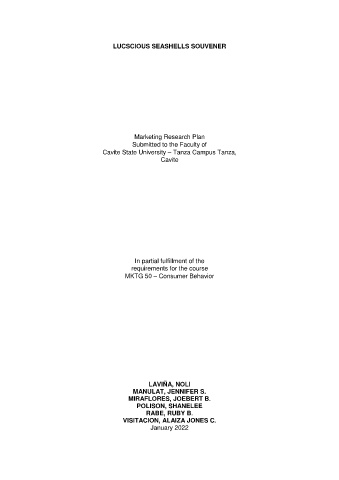 LUCSCIOUS SEASHELLS SOUVENER
Marketing Research Plan
Submitted to the Faculty of
Cavite State University – Tanza Campus Tanza,
Cavite
In partial fulfillment of the
requirements for the course
MKTG 50 – Consumer Behavior
LAVIÑA, NOLI
MANULAT, JENNIFER S.
MIRAFLORES, JOEBERT B.
POLISON, SHANELEE
RABE, RUBY B.
VISITACION, ALAIZA JONES C.
January 2022